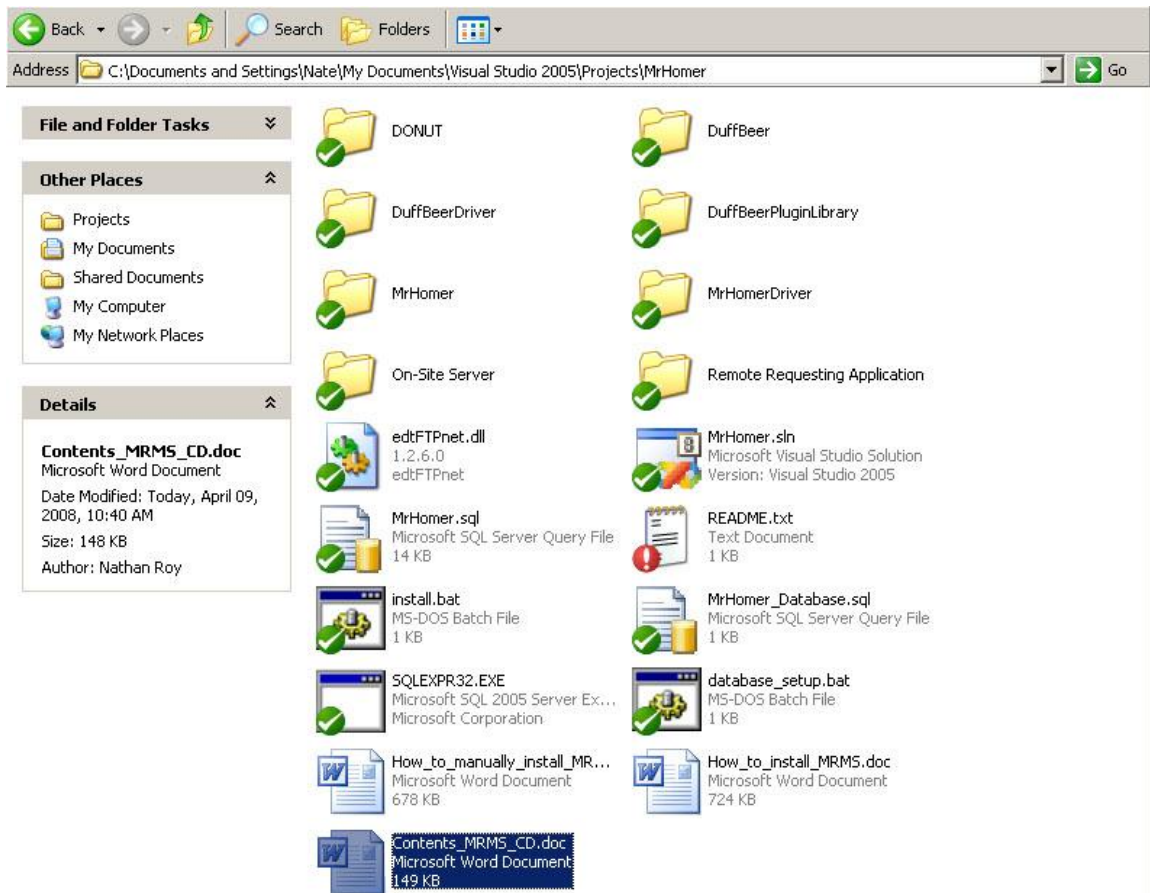 Back
Search
Folders
Address
C:\Documents and Settings\Nate\My Documents\Visual Studio 2005\Projects\MrHomer
Go
File and Folder Tasks
Other Places
Projects
My Documents
Shared Documents
My Computer
My Network Places
Details
Contents_MRMS_CD.doc
Microsoft Word Document
Date Modified: Today, April 09,
2008, 10:40 AM
Size: 148 KB
Author: Nathan Roy
DONUT
DuffBeer
DuffBeerDriver
DuffBeerPluginLibrary
MrHomer
MrHomerDriver
On-Site Server
Remote Requesting Application
edtFTPnet.dll
1.2.6.0
edtFTPnet
MrHomer.sln
Microsoft Visual Studio Solution
Version: Visual Studio 2005
MrHomer.sql
Microsoft SQL Server Query File
14 KB
README.txt
Text Document
1 KB
install.bat
MS-DOS Batch File
1 KB
MrHomer_Database.sql
Microsoft SQL Server Query File
1 KB
SQLEXPR32.EXE
Microsoft SQL 2005 Server Ex...
Microsoft Corporation
database_setup.bat
MS-DOS Batch File
1 KB
How_to_manually_install_MR...
Microsoft Word Document
678 KB
How_to_install_MRMS.doc
Microsoft Word Document
724 KB
Contents_MRMS_CD.doc
Microsoft Word Document
149 KB